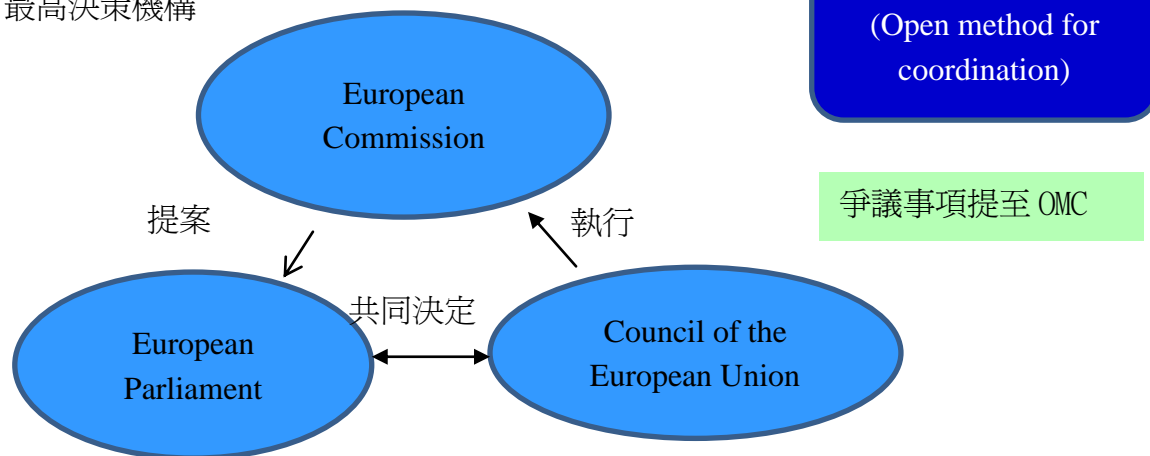 最高決策機構
(Open method for
coordination)
European
Commission
爭議事項提至 OMC
提案
執行
共同決定
European
Parliament
Council of the
European Union